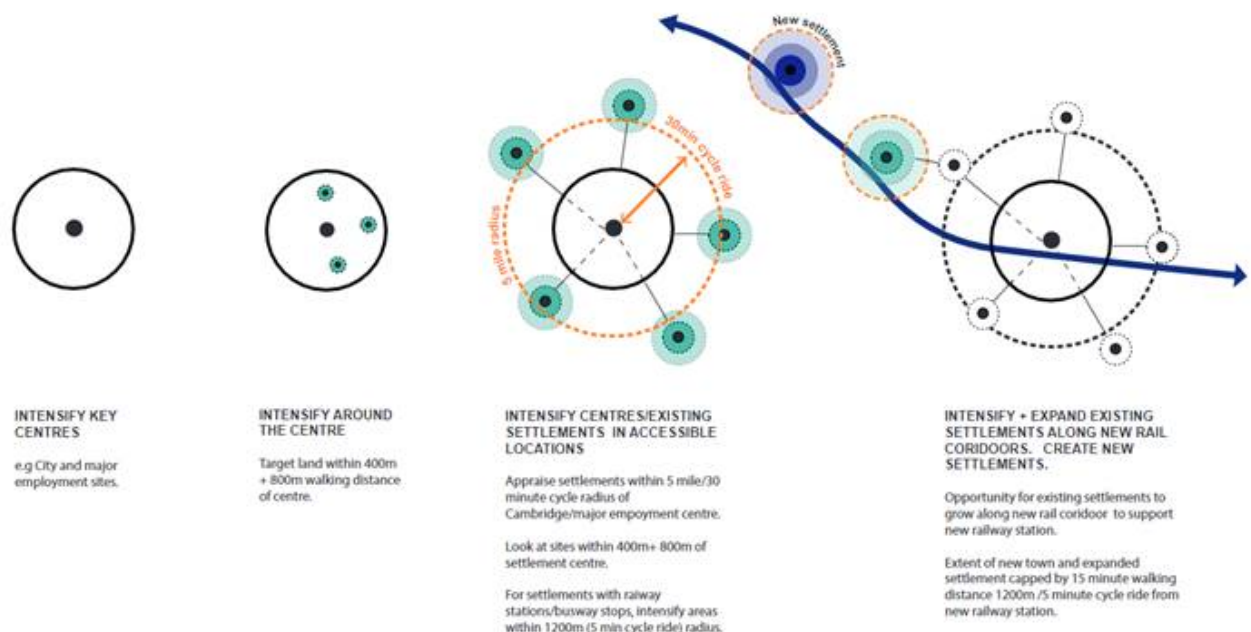 New settlement
30min cycle ride
5 mile radius
INTENSIFY KEY
CENTRES
e.g City and major
employment sites.
INTENSIFY AROUND
THE CENTRE
Target land within 400m
+ 800m walking distance
of centre.
INTENSIFY CENTRES/EXISTING
SETTLEMENTS IN ACCESSIBLE
LOCATIONS
Appraise settlements within 5 mile/30
minute cycle radius of
Cambridge/major empoyment centre.
Look at sites within 400m+ 800m of
settlement centre.
For settlements with raiway
stations/busway stops, intensify areas
within 1200m (5 min cycle ride) radius.
INTENSIFY + EXPAND EXISTING
SETTLEMENTS ALONG NEW RAIL
CORIDOORS. CREATE NEW
SETTLEMENTS.
Opportunity for existing settlements to
grow along new rail coridoor to support
new railway station.
Extent of new town and expanded
settlement capped by 15 minute walking
distance 1200m /5 minute cycle ride from
new railway station.